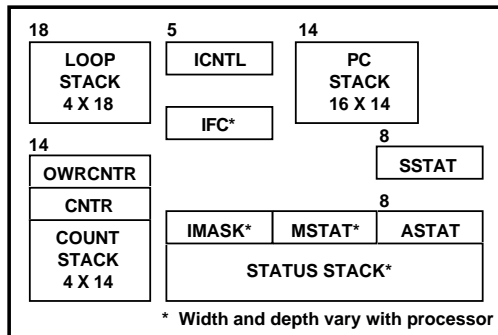 18
LOOP
STACK
4 X 18
5
ICNTL
14
PC
STACK
16 X 14
IFC*
8
SSTAT
14
OWRCNTR
CNTR
COUNT
STACK
4 X 14
8
IMASK*
MSTAT*
ASTAT
STATUS STACK*
* Width and depth vary with processor